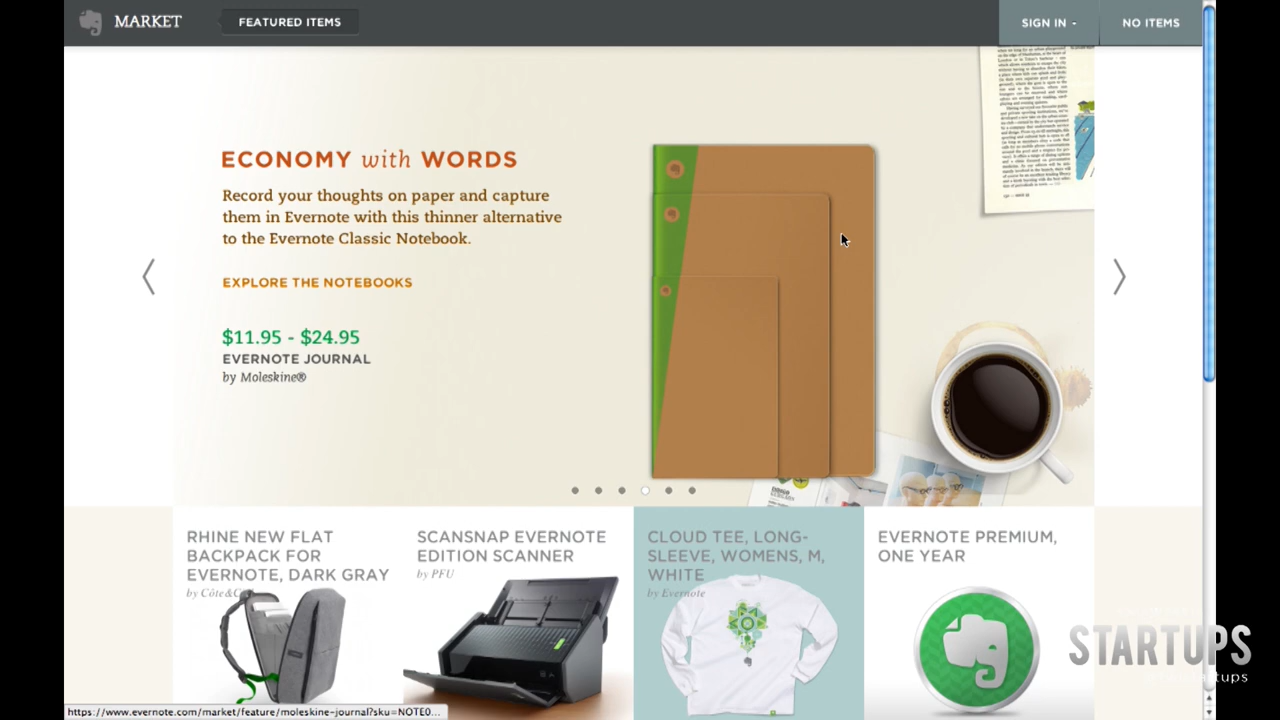 MARKET
FEATURED ITEMS
SIGN IN
NO ITEMS
ECONOMY with WORDS
Record your thoughts on paper and capture
them in Evernote with this thinner alternative
to the Evernote Classic Notebook.
EXPLORE THE NOTEBOOKS
$11.95 - $24.95
EVERNOTE JOURNAL
by Moleskine®
RHINE NEW FLAT
BACKPACK FOR
EVERNOTE, DARK GRAY
by Côte&C
SCANSNAP EVERNOTE
EDITION SCANNER
by PFU
CLOUD TEE, LONG-
SLEEVE, WOMENS, M,
WHITE
by Evernote
EVERNOTE PREMIUM,
ONE YEAR
STARTUPS
https://www.evernote.com/market/feature/moleskine-journal?sku=NOTE0...